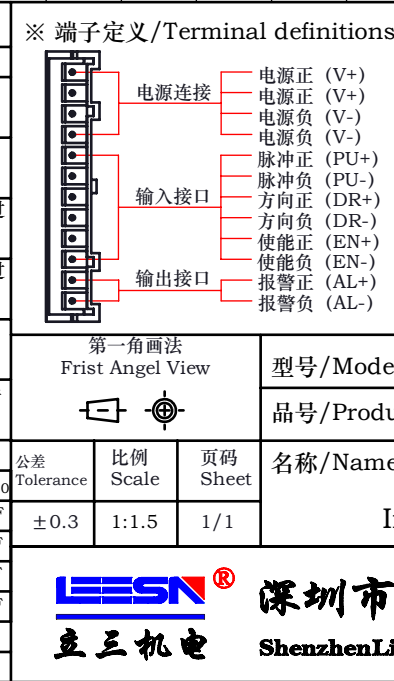 ※ 端子定义/Terminal definitions
电源连接
电源正 (V+)
电源正 (V+)
电源负 (V-)
电源负 (V-)
输入接口
脉冲正 (PU+)
脉冲负 (PU-)
方向正 (DR+)
方向负 (DR-)
使能正 (EN+)
使能负 (EN-)
输出接口
报警正 (AL+)
报警负 (AL-)
第一角画法
Frist Angel View
型号/Mode
品号/Produ
公差
Tolerance
比例
Scale
页码
Sheet
名称/Name
±0.3
1:1.5
1/1
LEESN®
立三机电
深圳市
ShenzhenLi